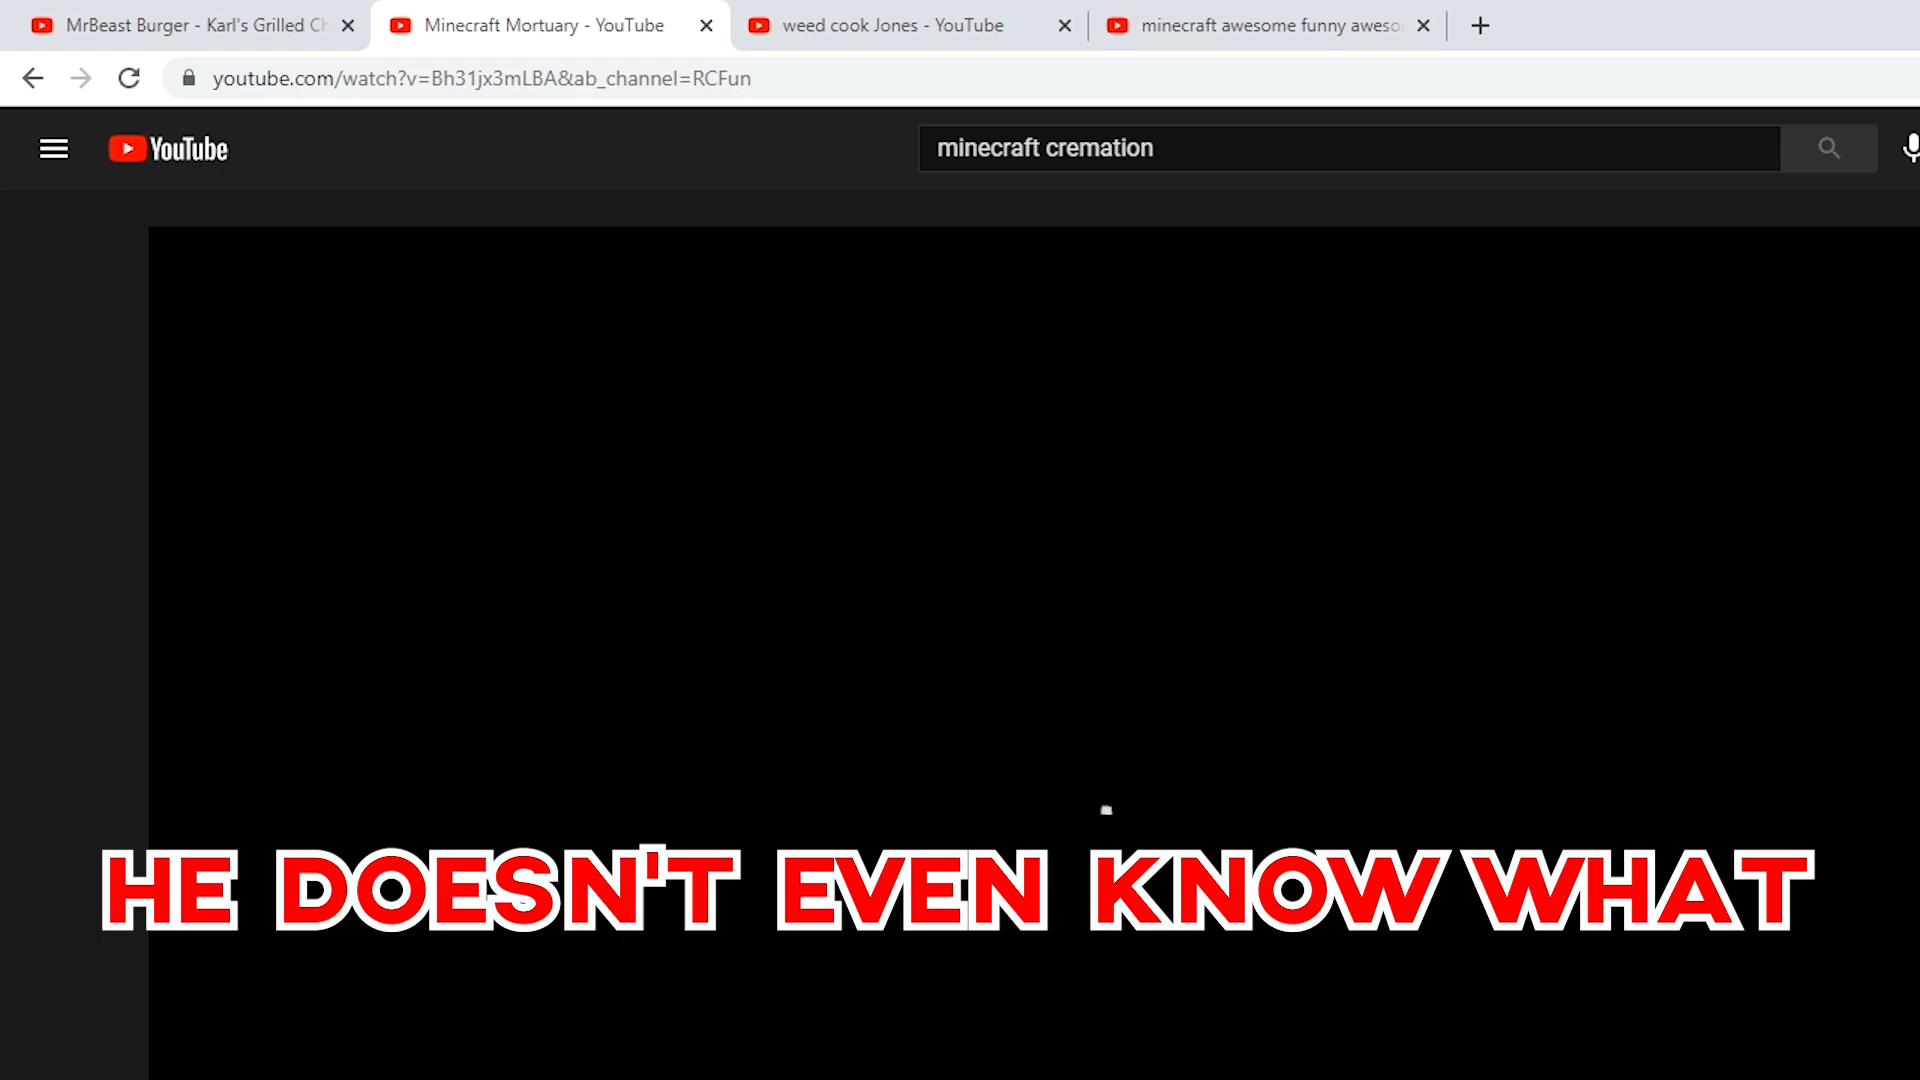 MrBeast Burger - Karl's Grilled Ch
Minecraft Mortuary - YouTube
weed cook Jones - YouTube
minecraft awesome funny aweso
youtube.com/watch?v=Bh31jx3mLBA&ab_channel=RCFun
YouTube
minecraft cremation
HE DOESN'T EVEN KNOW WHAT